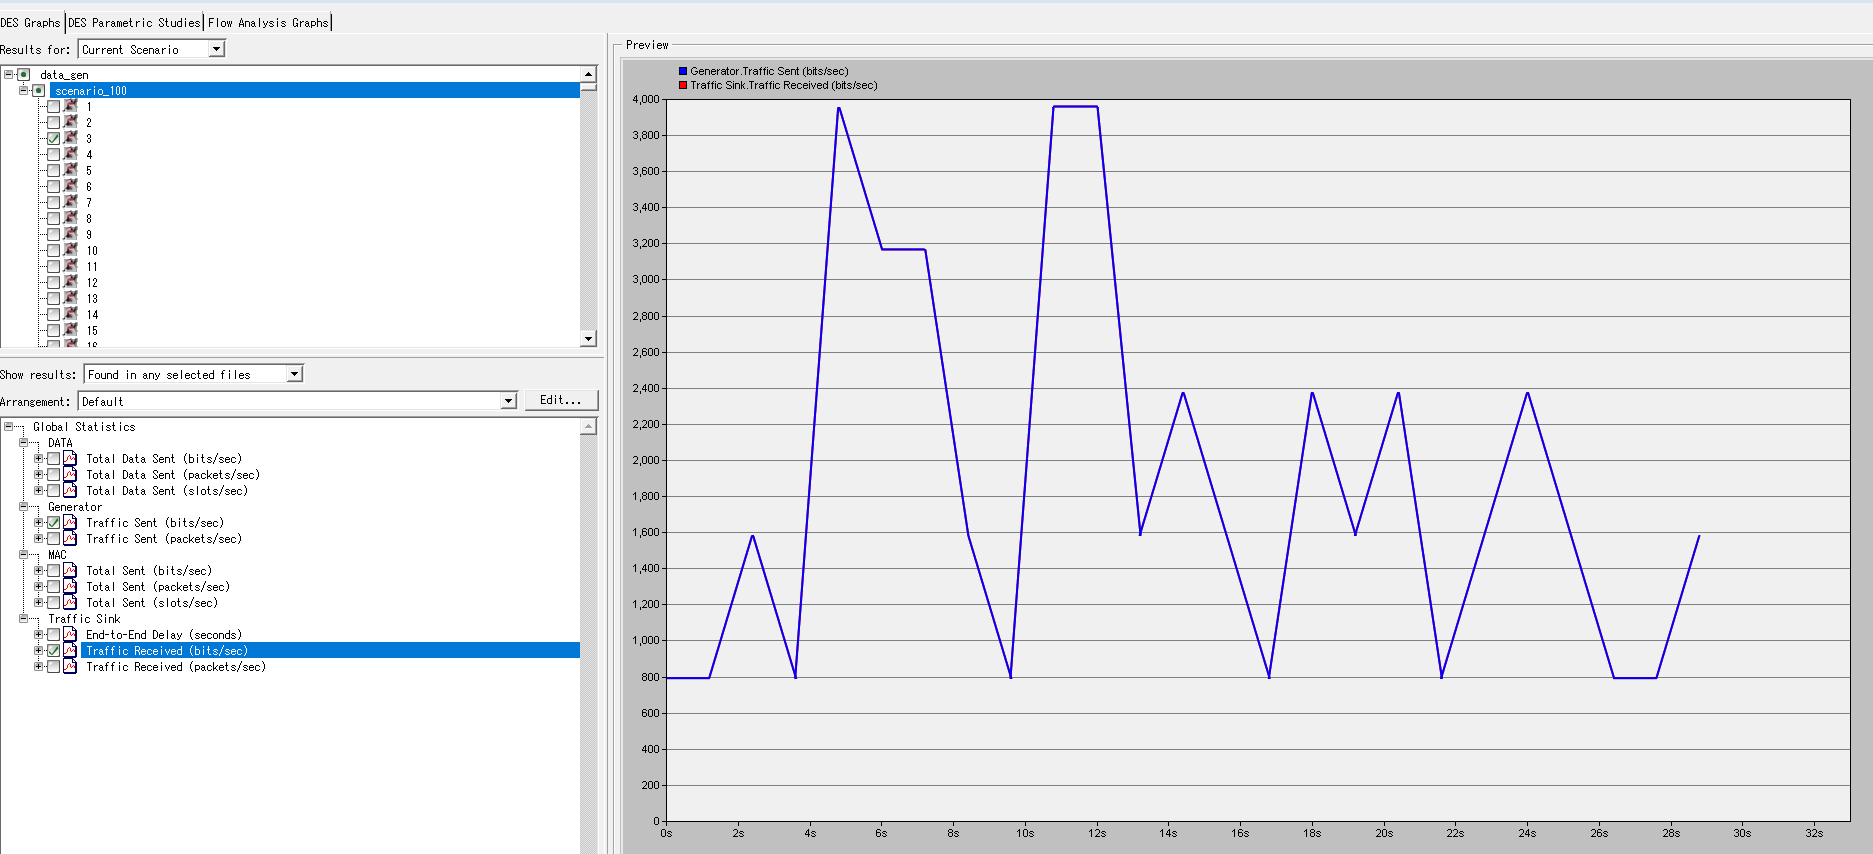 DES Graphs DES Parametric Studies Flow Analysis Graphs
Results for: Current Scenario
data_gen
scenario_100
1
2
3
4
5
6
7
8
9
10
11
12
13
14
15
16
Show results: Found in any selected files
Arrangement: Default Edit...
Global Statistics
DATA
Total Data Sent (bits/sec)
Total Data Sent (packets/sec)
Total Data Sent (slots/sec)
Generator
Traffic Sent (bits/sec)
Traffic Sent (packets/sec)
MAC
Total Sent (bits/sec)
Total Sent (packets/sec)
Total Sent (slots/sec)
Traffic Sink
End-to-End Delay (seconds)
Traffic Received (bits/sec)
Traffic Received (packets/sec)
Preview
Generator.Traffic Sent (bits/sec)
Traffic Sink.Traffic Received (bits/sec)
4,000
3,800
3,600
3,400
3,200
3,000
2,800
2,600
2,400
2,200
2,000
1,800
1,600
1,400
1,200
1,000
800
600
400
200
0
0s 2s 4s 6s 8s 10s 12s 14s 16s 18s 20s 22s 24s 26s 28s 30s 32s